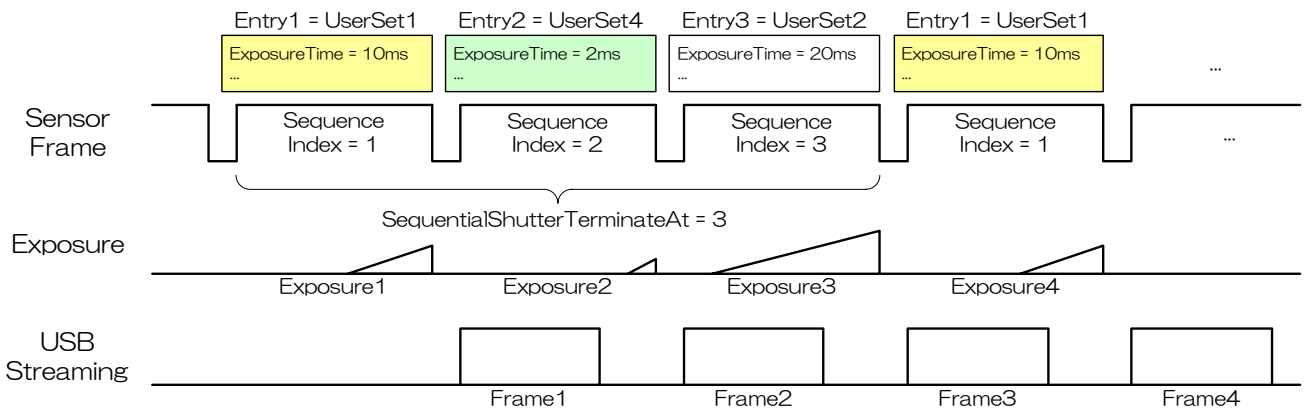 Entry1 = UserSet1 Entry2 = UserSet4 Entry3 = UserSet2 Entry1 = UserSet1
ExposureTime = 10ms ExposureTime = 2ms ExposureTime = 20ms ExposureTime = 10ms
... ... ... ... ...
Sensor
Frame
Sequence
Index = 1
Sequence
Index = 2
Sequence
Index = 3
Sequence
Index = 1
...
SequentialShutterTerminateAt = 3
Exposure
Exposure1 Exposure2 Exposure3 Exposure4
USB
Streaming
Frame1 Frame2 Frame3 Frame4